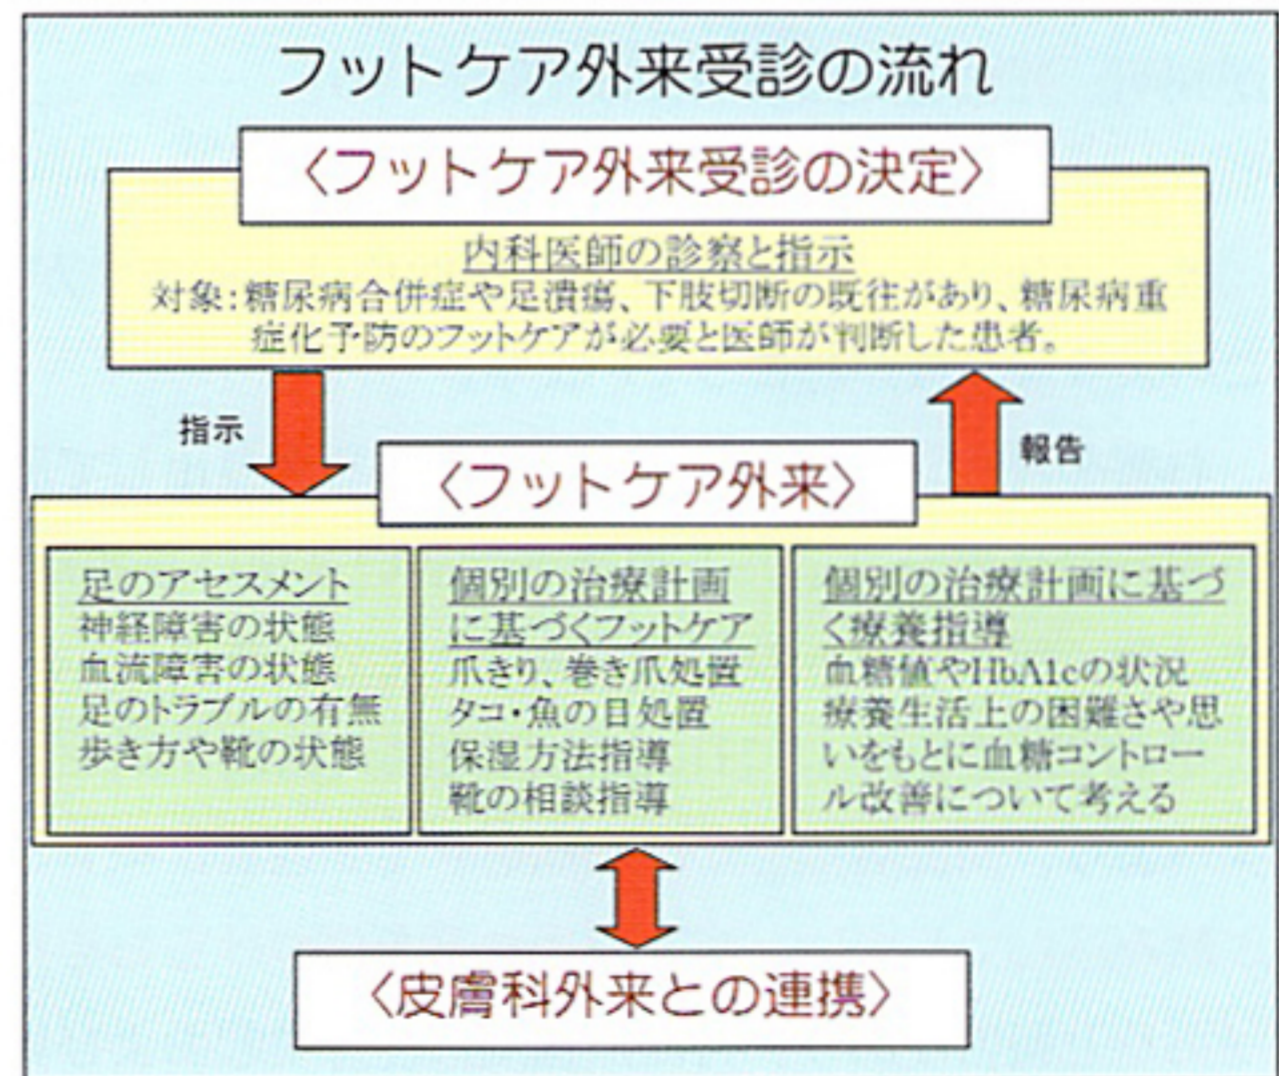 フットケア外来受診の流れ
〈フットケア外来受診の決定〉
内科医師の診察と指示
対象：糖尿病合併症や足潰瘍、下肢切断の既往があり、糖尿病重
症化予防のフットケアが必要と医師が判断した患者。
指示
報告
〈フットケア外来〉
足のアセスメント
神経障害の状態
血流障害の状態
足のトラブルの有無
歩き方や靴の状態
個別の治療計画
に基づくフットケア
爪きり、巻き爪処置
タコ・魚の目処置
保湿方法指導
靴の相談指導
個別の治療計画に基づ
く療養指導
血糖値やHbA1cの状況
療養生活上の困難さや思
いをもとに血糖コントロー
ル改善について考える
〈皮膚科外来との連携〉